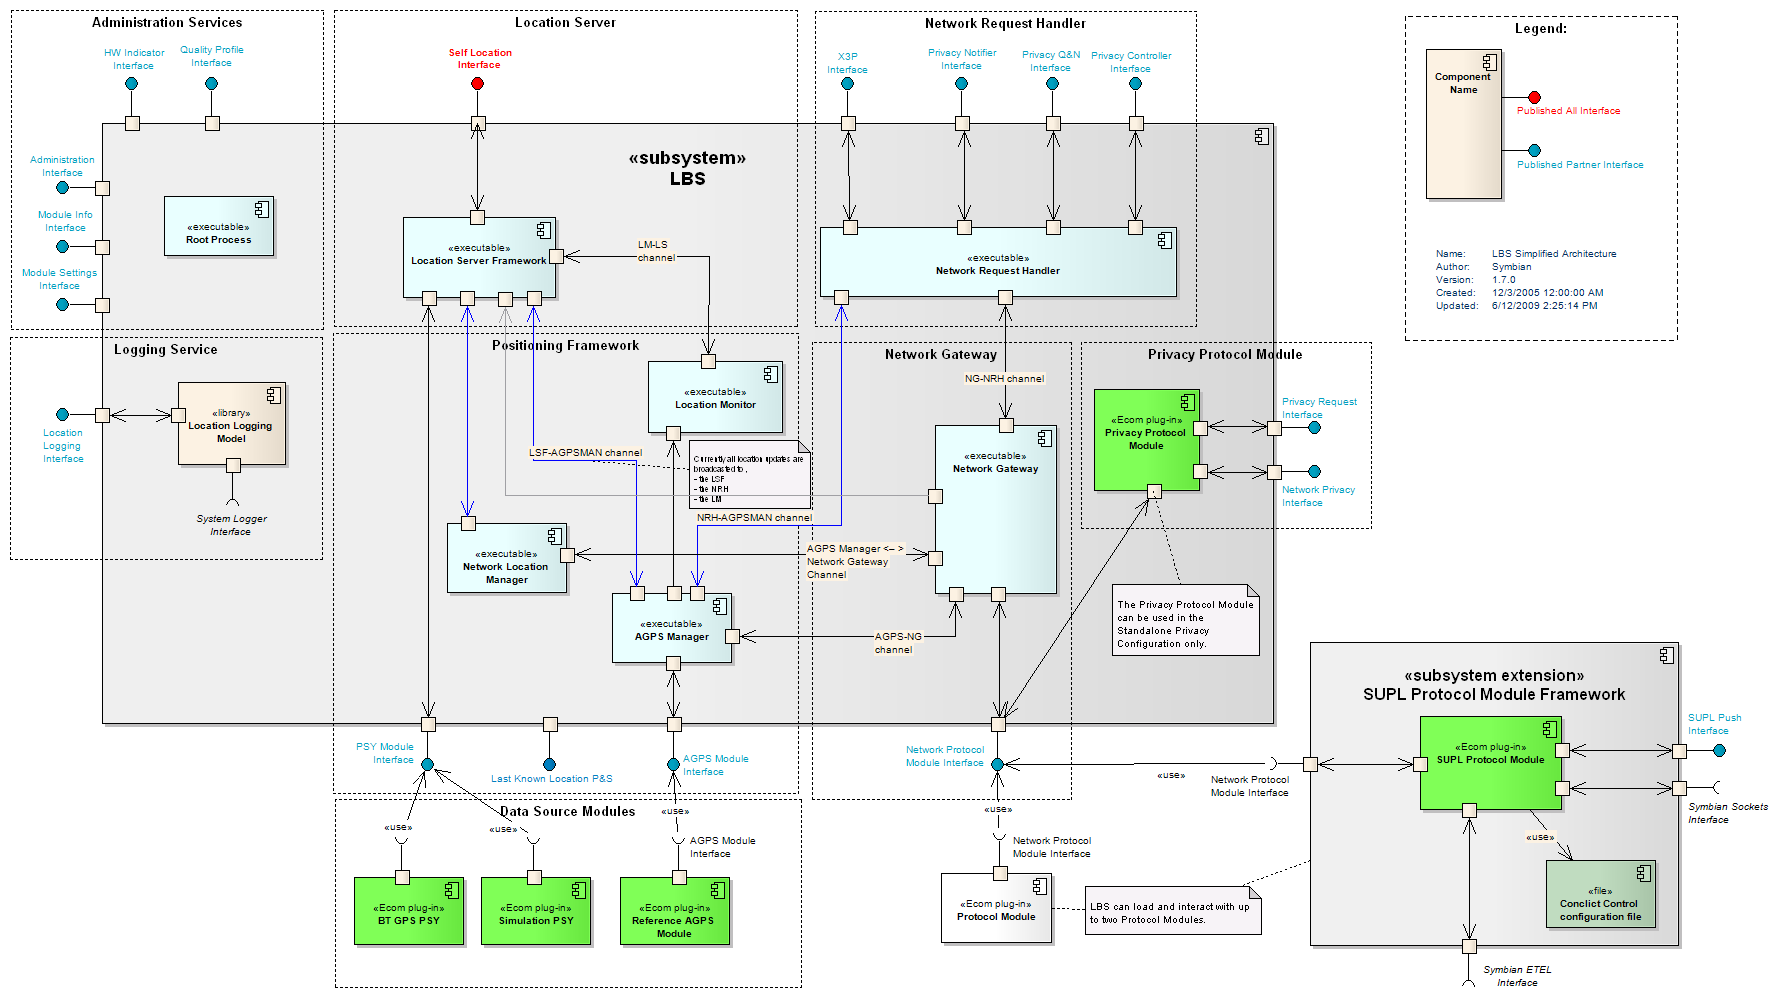 Administration Services
HW Indicator
Interface
Quality Profile
Interface
Administration
Interface
Module Info
Interface
Module Settings
Interface
«executable»
Root Process
Logging Service
Location
Logging
Interface
«library»
Location Logging
Model
System Logger
Interface
Location Server
Self Location
Interface
«subsystem»
LBS
«executable»
Location Server Framework
LM-LS
channel
Network Request Handler
X3P
Interface
Privacy Notifier
Interface
Privacy Q&N
Interface
Privacy Controller
Interface
«executable»
Network Request Handler
Positioning Framework
«executable»
Location Monitor
LSF-AGPSMAN channel
Currently all location updates are
broadcasted to ,
- the LSF
- the NRH
- the LM
NRH-AGPSMAN channel
«executable»
Network Location
Manager
AGPS Manager <-- >
Network Gateway
Channel
«executable»
AGPS Manager
AGPS-NG
channel
Network Gateway
NG-NRH channel
«executable»
Network Gateway
Privacy Protocol Module
«Ecom plug-in»
Privacy Protocol
Module
Privacy Request
Interface
Network Privacy
Interface
The Privacy Protocol Module
can be used in the
Standalone Privacy
Configuration only.
PSY Module
Interface
Last Known Location P&S
AGPS Module
Interface
Network Protocol
Module Interface
Data Source Modules
«use»
«use»
«use»
AGPS Module
Interface
«Ecom plug-in»
BT GPS PSY
«Ecom plug-in»
Simulation PSY
«Ecom plug-in»
Reference AGPS
Module
«use»
Network Protocol
Module Interface
«Ecom plug-in»
Protocol Module
LBS can load and interact with up
to two Protocol Modules.
«use»
Network Protocol
Module Interface
«subsystem extension»
SUPL Protocol Module Framework
«Ecom plug-in»
SUPL Protocol Module
SUPL Push
Interface
Symbian Sockets
Interface
«use»
«file»
Conclict Control
configuration file
Symbian ETEL
Interface
Legend:
Component
Name
Published All Interface
Published Partner Interface
Name: LBS Simplified Architecture
Author: Symbian
Version: 1.7.0
Created: 12/3/2005 12:00:00 AM
Updated: 6/12/2009 2:25:14 PM